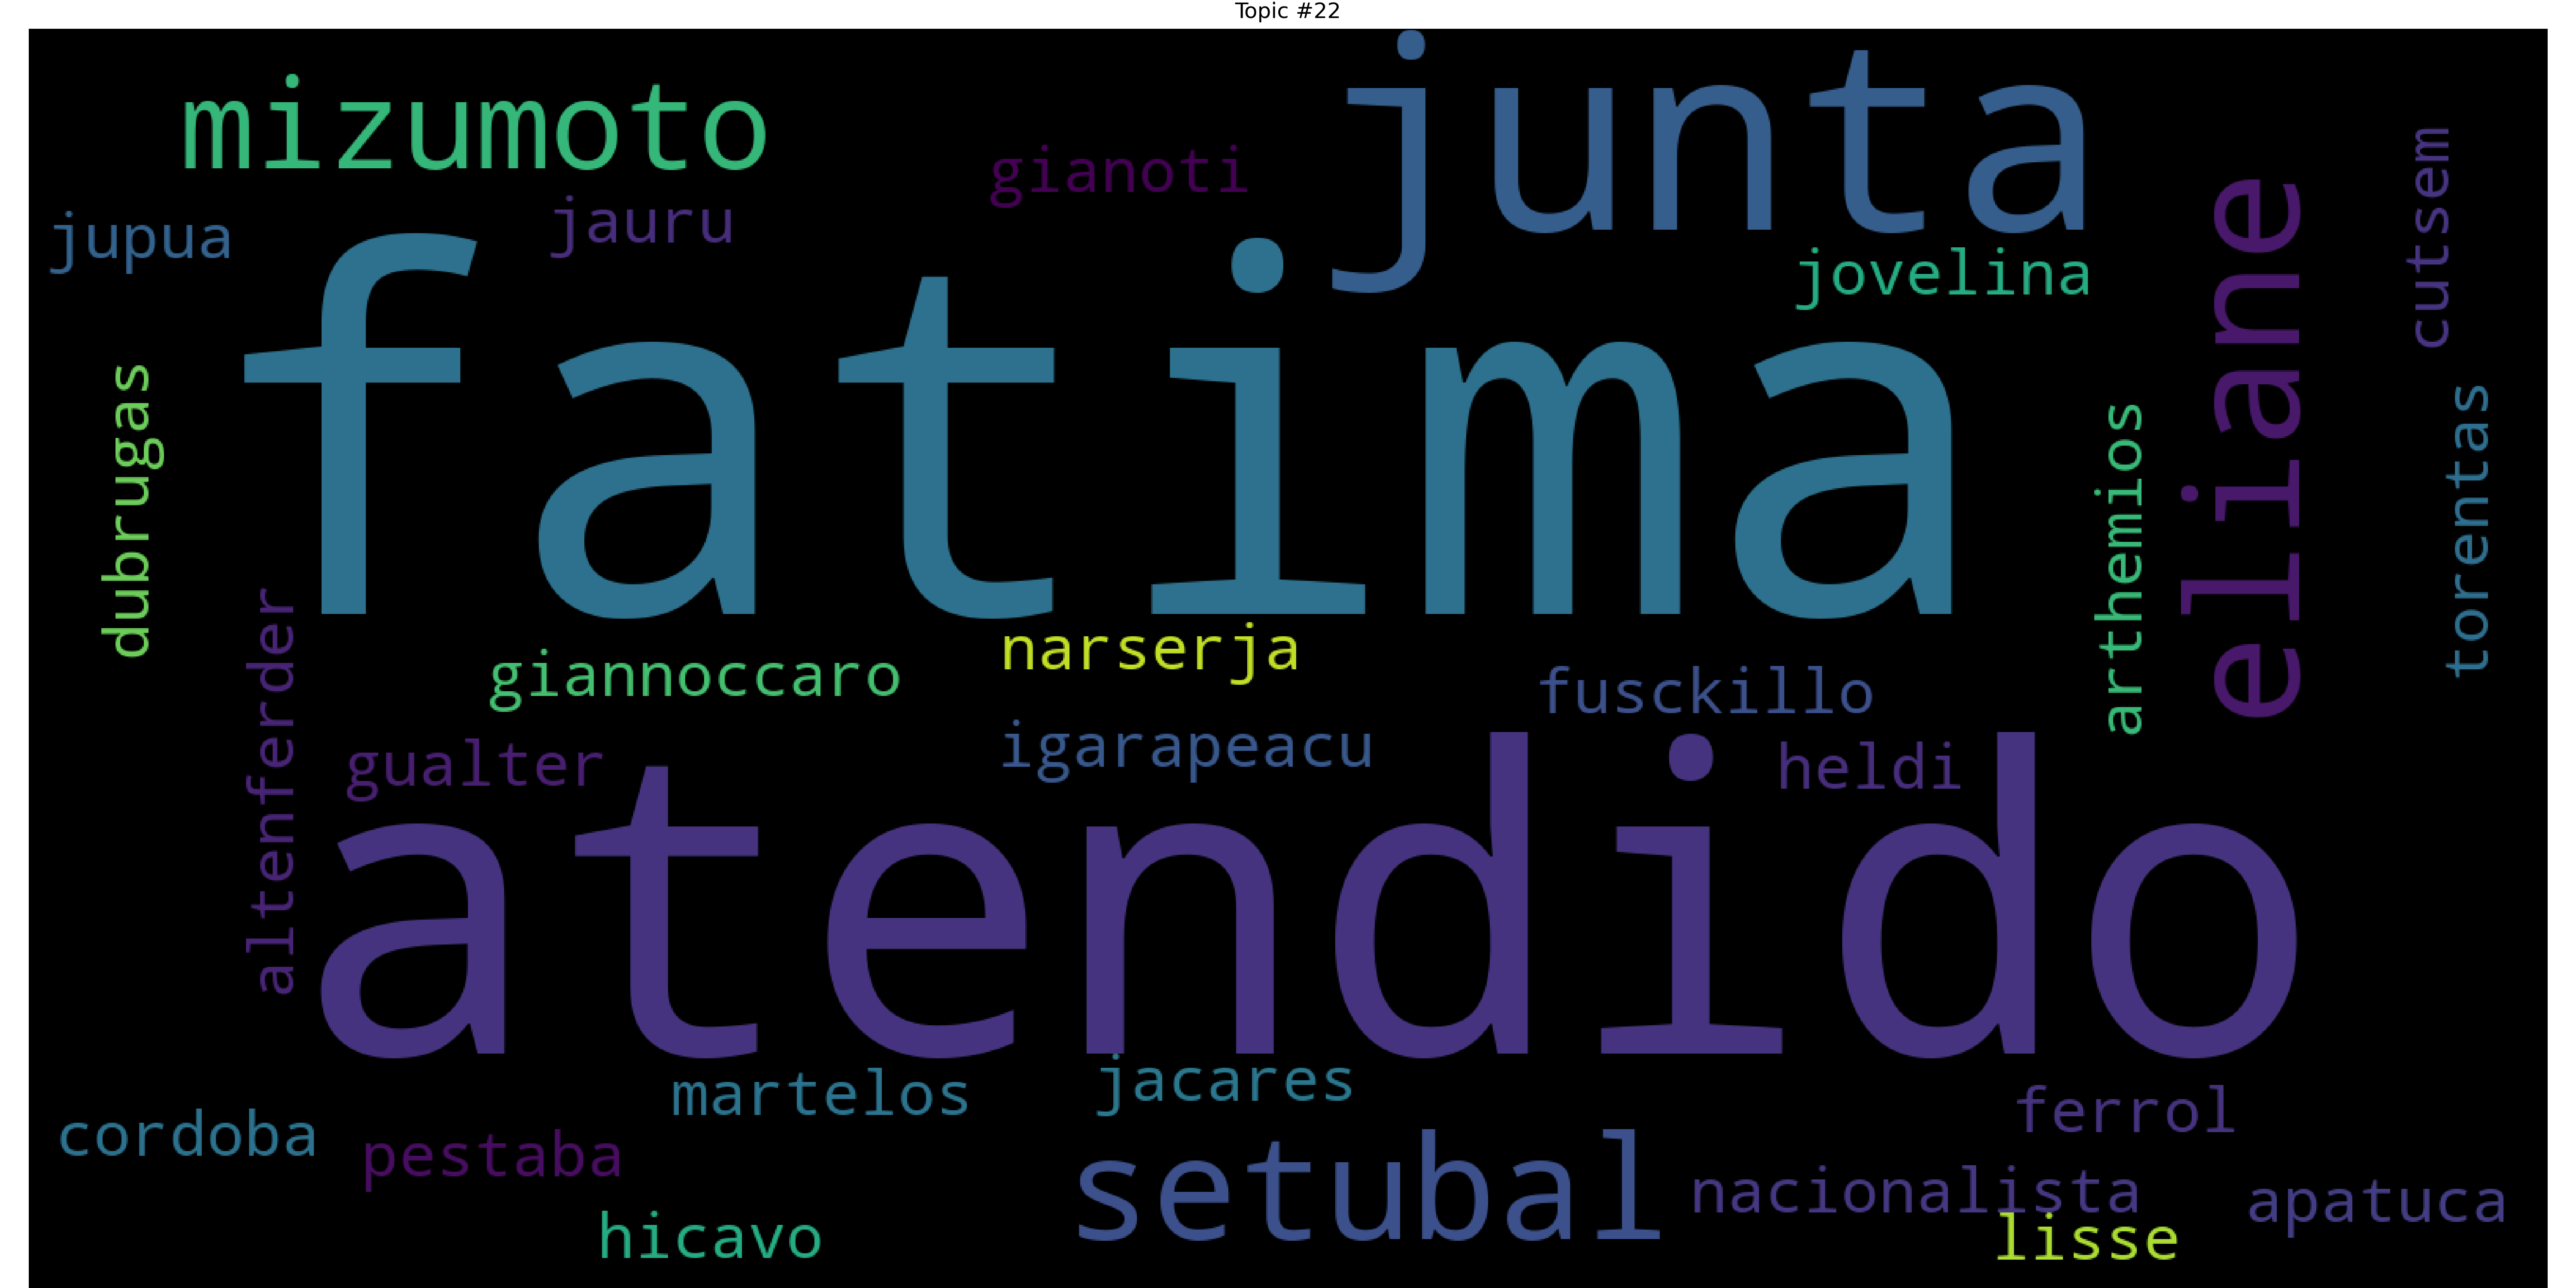 Topic #22
mizumoto
junta
gianoti
jupua
jauru
jovelina
cutsem
eliane
fatima
dubrugas
torentas
arthemios
altenferder
giannoccaro
narserja
fusckillo
igarapeacu
gualter
heldi
atendido
martelos
jacares
ferrol
cordoba
pestaba
setubal
nacionalista
apatuca
hicavo
lisse